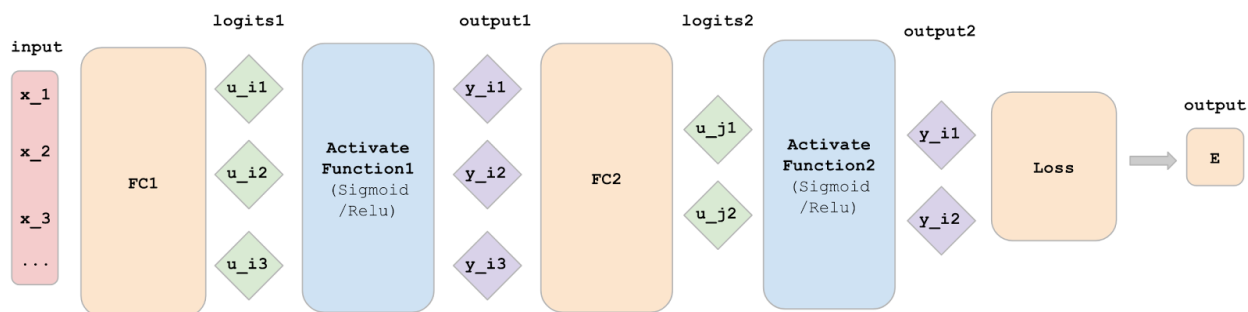 input
x_1
x_2
x_3
...
FC1
logits1
u_i1
u_i2
u_i3
Activate
Function1
(Sigmoid
/Relu)
output1
y_i1
y_i2
y_i3
FC2
logits2
u_j1
u_j2
Activate
Function2
(Sigmoid
/Relu)
output2
y_i1
y_i2
Loss
output
E